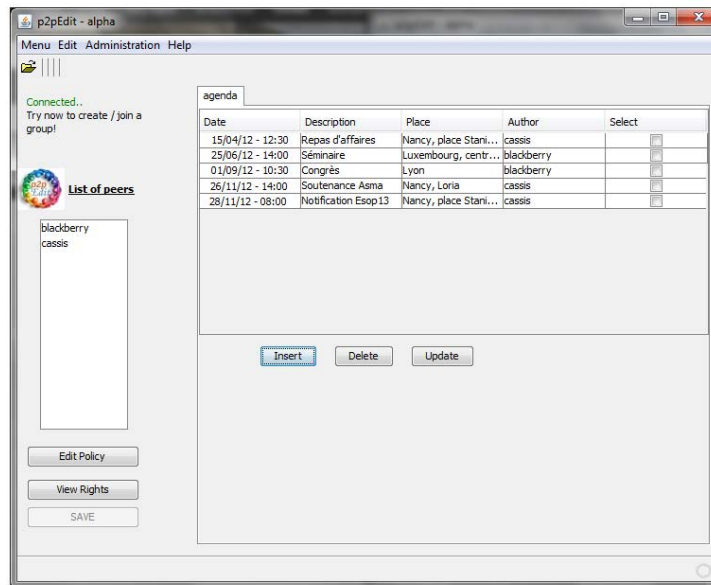 p2pEdit - alpha
Menu Edit Administration Help
Connected..
Try now to create / join a
group!
p2p
Edit
List of peers
blackberry
cassis
Edit Policy
View Rights
SAVE
agenda
Date Description Place Author Select
15/04/12 - 12:30 Repas d'affaires Nancy, place Stani... cassis
25/06/12 - 14:00 Séminaire Luxembourg, centr... blackberry
01/09/12 - 10:30 Congrès Lyon blackberry
26/11/12 - 14:00 Soutenance Asma Nancy, Loria cassis
28/11/12 - 08:00 Notification Esop13 Nancy, place Stani... cassis
Insert Delete Update